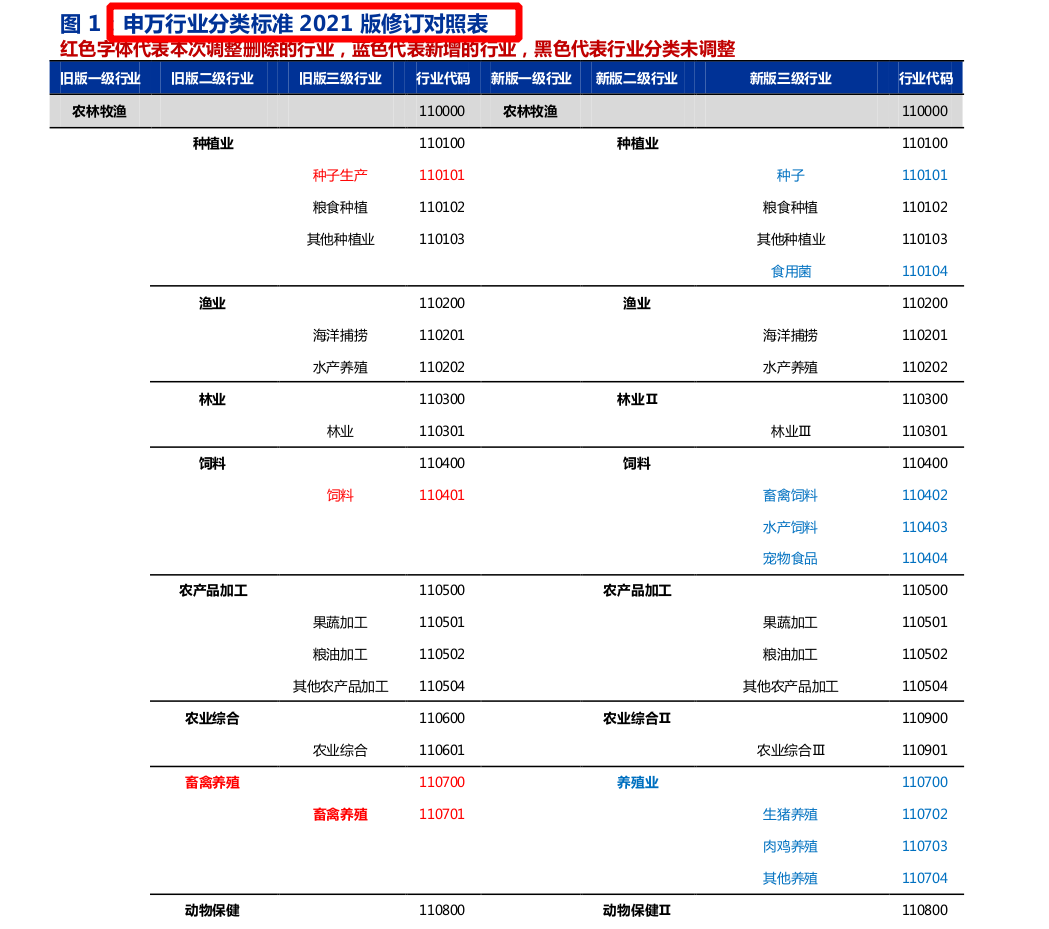 图 1 申万行业分类标准 2021 版修订对照表
红色字体代表本次调整删除的行业，蓝色代表新增的行业，黑色代表行业分类未调整
旧版一级行业 旧版二级行业 旧版三级行业 行业代码 新版一级行业 新版二级行业 新版三级行业 行业代码
农林牧渔 110000 农林牧渔 110000
种植业 110100 种植业 110100
种子生产 110101 种子 110101
粮食种植 110102 粮食种植 110102
其他种植业 110103 其他种植业 110103
食用菌 110104
渔业 110200 渔业 110200
海洋捕捞 110201 海洋捕捞 110201
水产养殖 110202 水产养殖 110202
林业 110300 林业Ⅱ 110300
林业 110301 林业Ⅲ 110301
饲料 110400 饲料 110400
饲料 110401 畜禽饲料 110402
水产饲料 110403
宠物食品 110404
农产品加工 110500 农产品加工 110500
果蔬加工 110501 果蔬加工 110501
粮油加工 110502 粮油加工 110502
其他农产品加工 110504 其他农产品加工 110504
农业综合 110600 农业综合Ⅱ 110900
农业综合 110601 农业综合Ⅲ 110901
畜禽养殖 110700 养殖业 110700
畜禽养殖 110701 生猪养殖 110702
肉鸡养殖 110703
其他养殖 110704
动物保健 110800 动物保健Ⅱ 110800